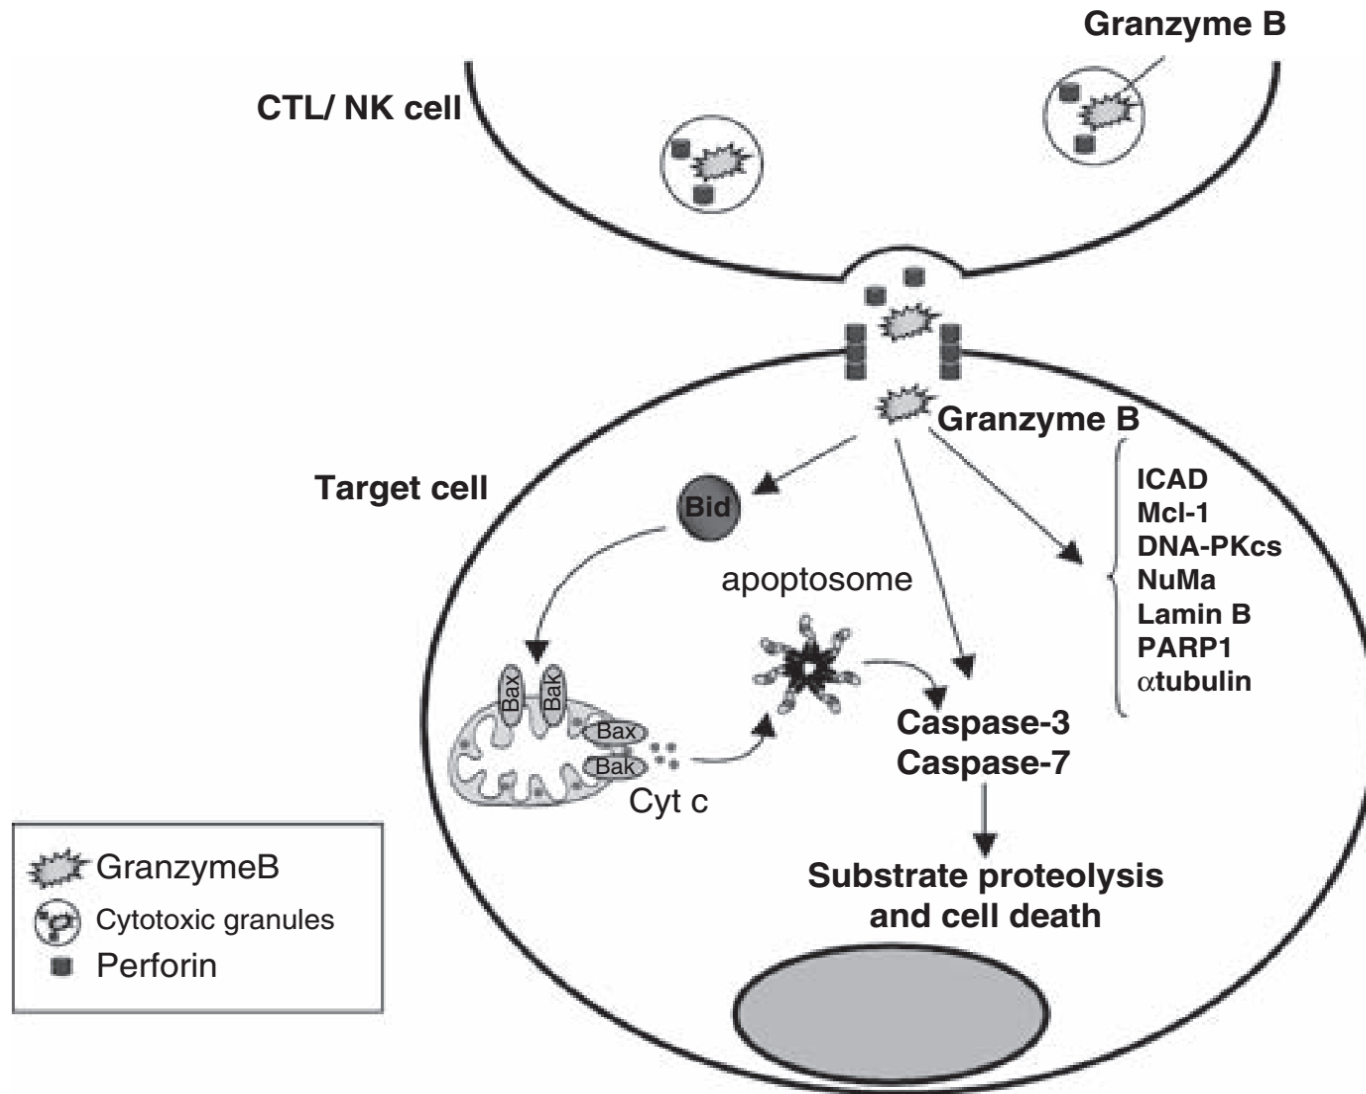 Granzyme B
CTL/ NK cell
Granzyme B
Target cell
Bid
ICAD
Mcl-1
DNA-PKcs
NuMa
Lamin B
PARP1
αtubulin
apoptosome
Bax
Bak
Bax
Bak
Cyt c
Caspase-3
Caspase-7
Substrate proteolysis
and cell death
GranzymeB
Cytotoxic granules
Perforin